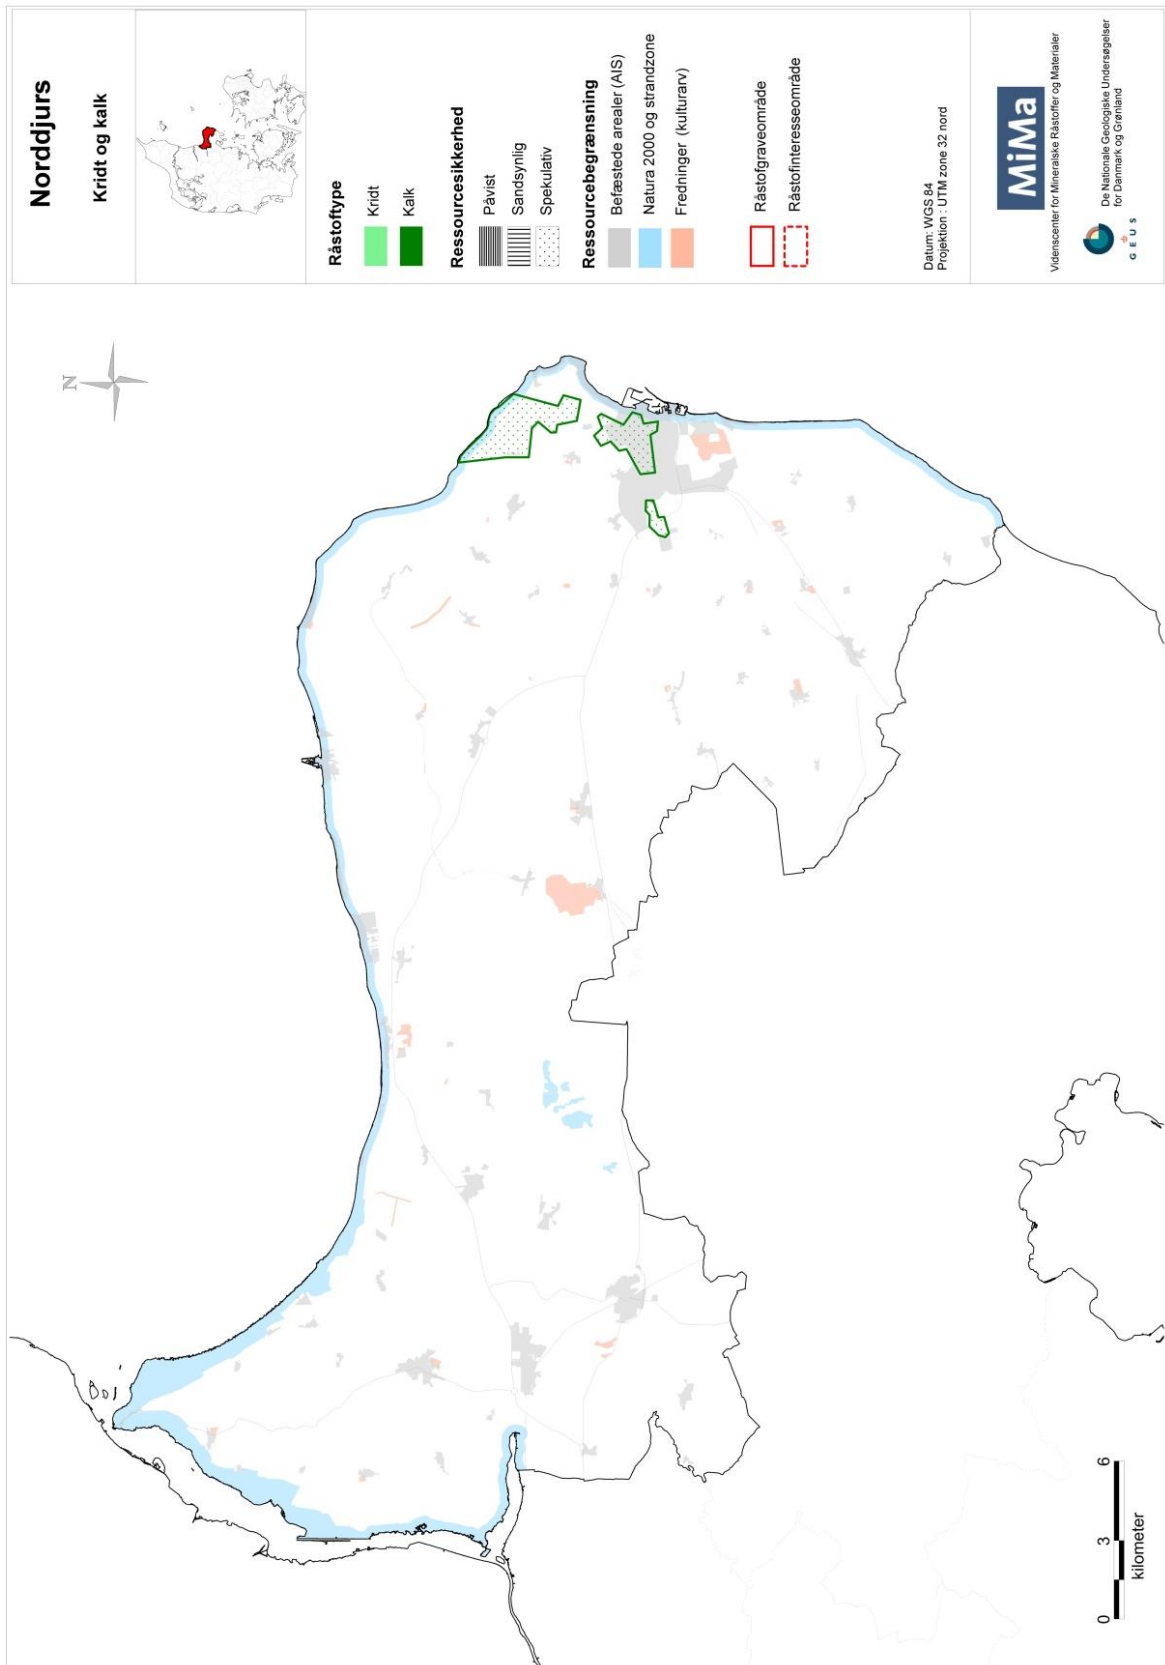 Norddjurs
Kridt og kalk
Råstoftype
Kridt
Kalk
Ressourcesikkerhed
Påvist
Sandsynlig
Spekulativ
Ressourcebegrænsning
Befæstede arealer (AIS)
Natura 2000 og strandzone
Fredninger (kulturarv)
Råstofgraveområde
Råstofinteresseområde
Datum: WGS 84
Projektion : UTM zone 32 nord
MiMa
Videnscenter for Mineralske Råstoffer og Materialer
G E U S
De Nationale Geologiske Undersøgelser
for Danmark og Grønland
N
0 3 6
kilometer